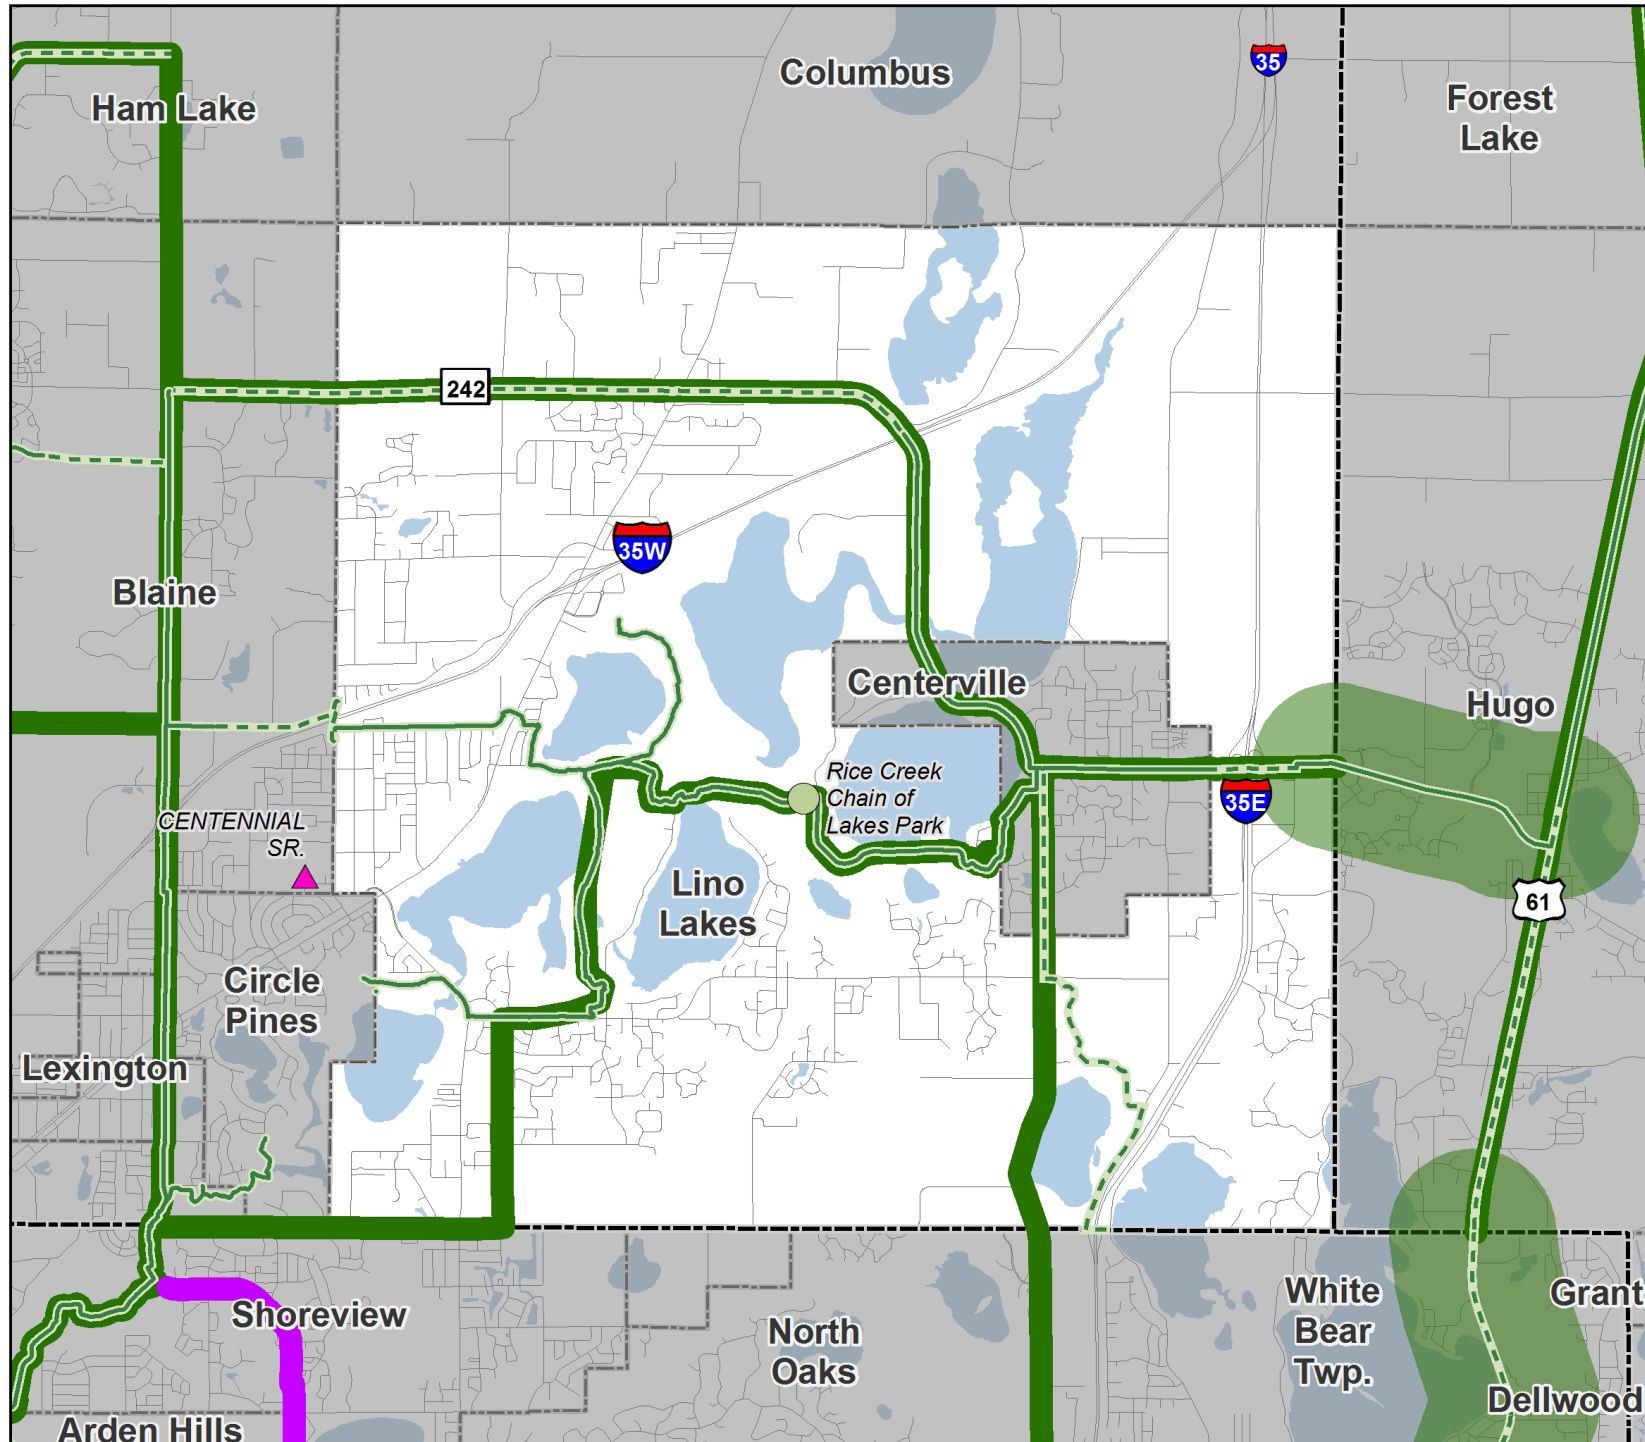 Columbus
35
Ham Lake
Forest
Lake
242
35W
Blaine
Centerville
Hugo
Rice Creek
Chain of
Lakes Park
35E
CENTENNIAL
SR.
Lino
Lakes
61
Circle
Pines
Lexington
White
Bear
Twp.
Grant
Shoreview
North
Oaks
Dellwood
Arden Hills